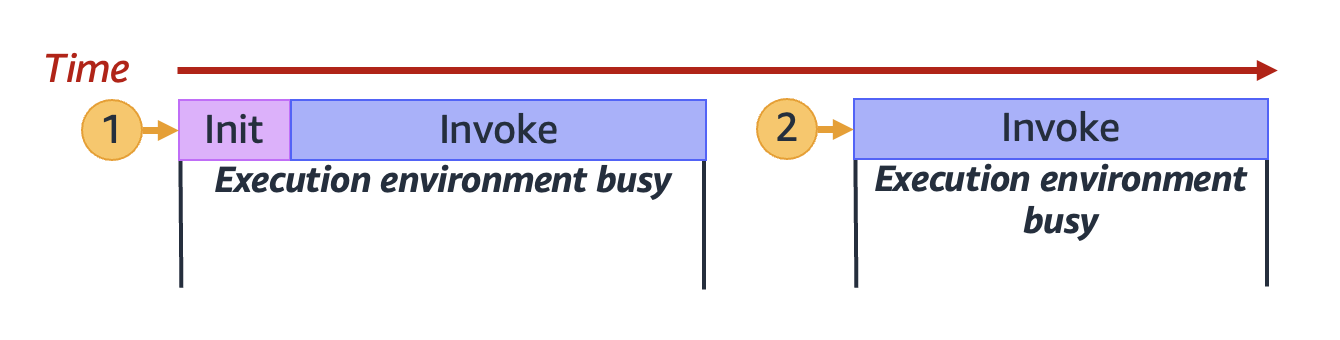 Time
1
Init
Invoke
2
Invoke
Execution environment busy
Execution environment
busy